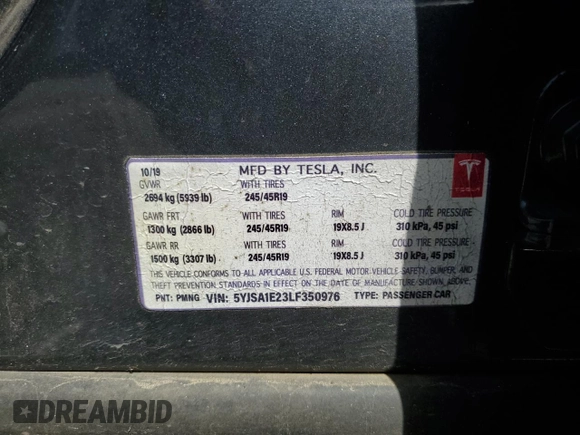 10/19 MFD BY TESLA, INC.
GVWR WITH TIRES
2694 kg (5939 lb) 245/45R19
GAWR FRT WITH TIRES RIM COLD TIRE PRESSURE
1300 kg (2866 lb) 245/45R19 19X8.5 J 310 kPa, 45 psi
GAWR RR WITH TIRES RIM COLD TIRE PRESSURE
1500 kg (3307 lb) 245/45R19 19X8.5 J 310 kPa, 45 psi
THIS VEHICLE CONFORMS TO ALL APPLICABLE U.S. FEDERAL MOTOR VEHICLE SAFETY, BUMPER, AND
THEFT PREVENTION STANDARDS IN EFFECT ON THE DATE OF MANUFACTURE SHOWN ABOVE.
PNT: PMNG VIN: 5YJSA1E23LF350976 TYPE: PASSENGER CAR
TESLA
DREAMBID